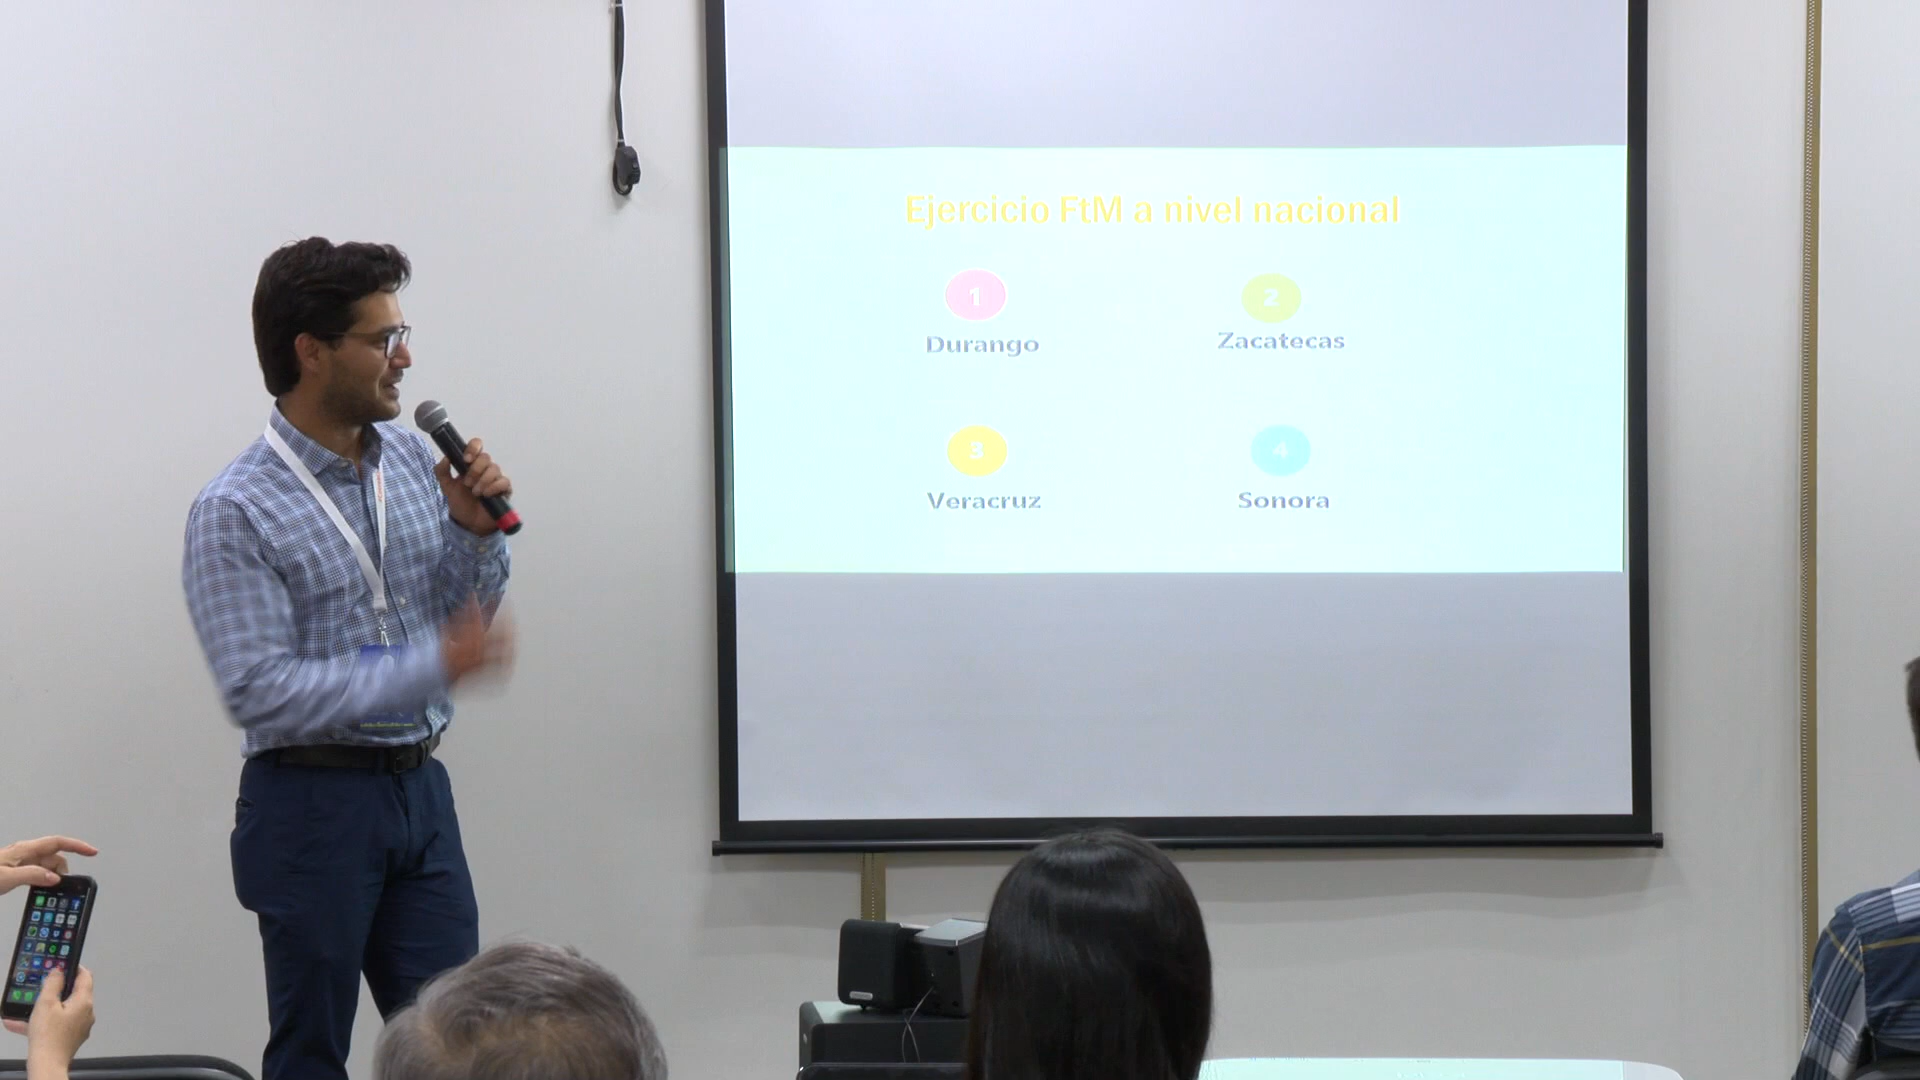 Ejercicio FtM a nivel nacional
1
2
Durango
Zacatecas
3
4
Veracruz
Sonora